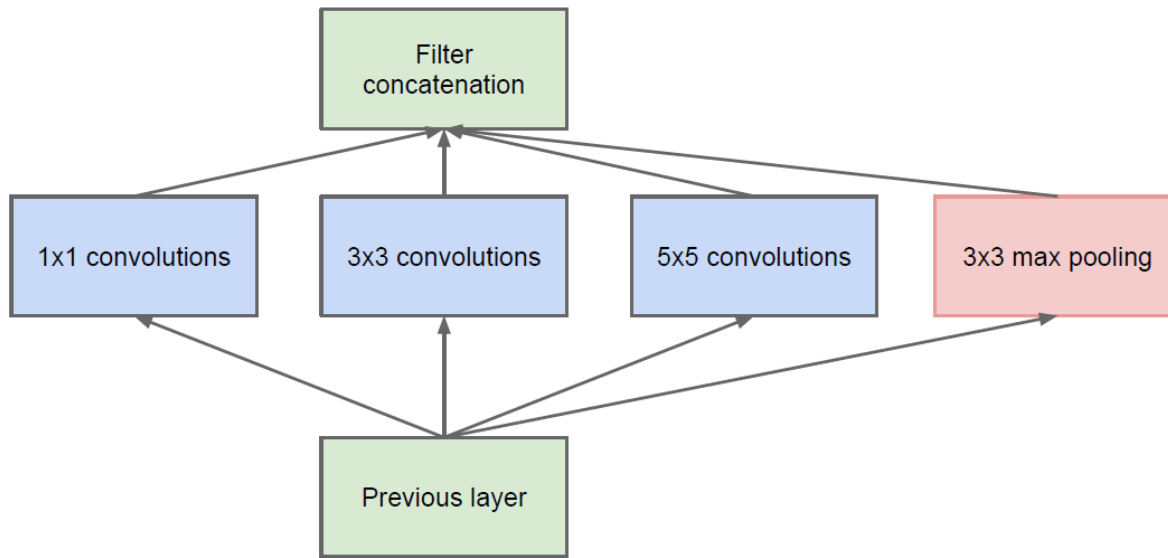 Filter
concatenation
1x1 convolutions
3x3 convolutions
5x5 convolutions
3x3 max pooling
Previous layer